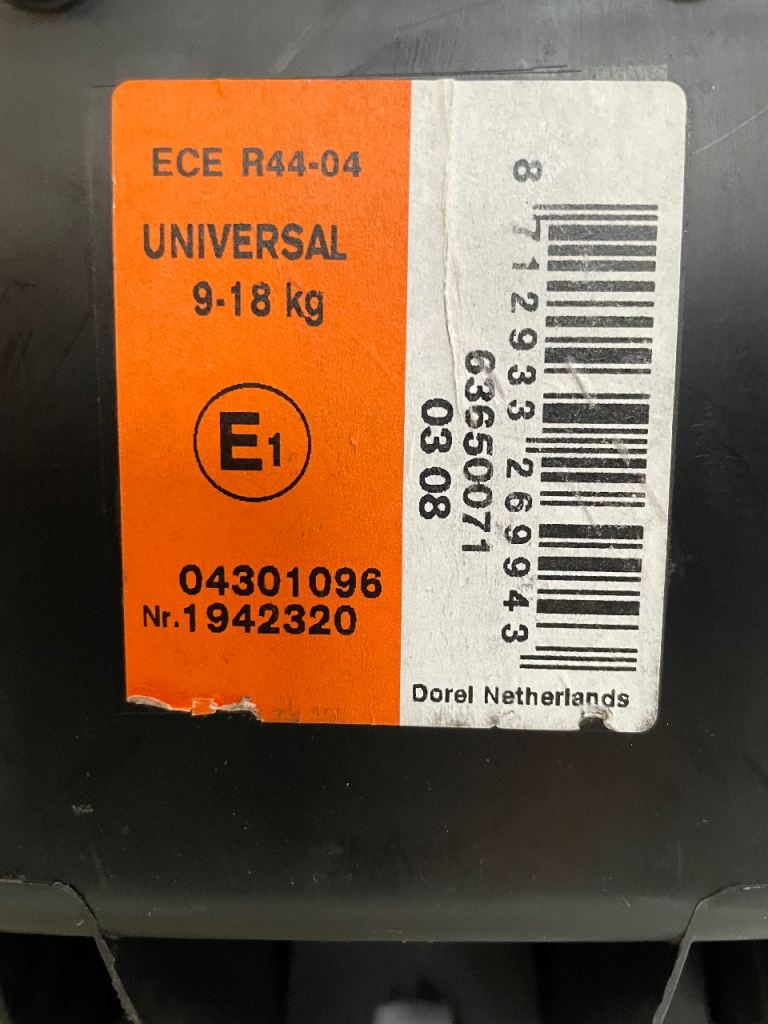 ECE R44-04
UNIVERSAL
9-18 kg
E1
04301096
Nr.1942320
03 08
63650071
8 712933 269943
Dorel Netherlands